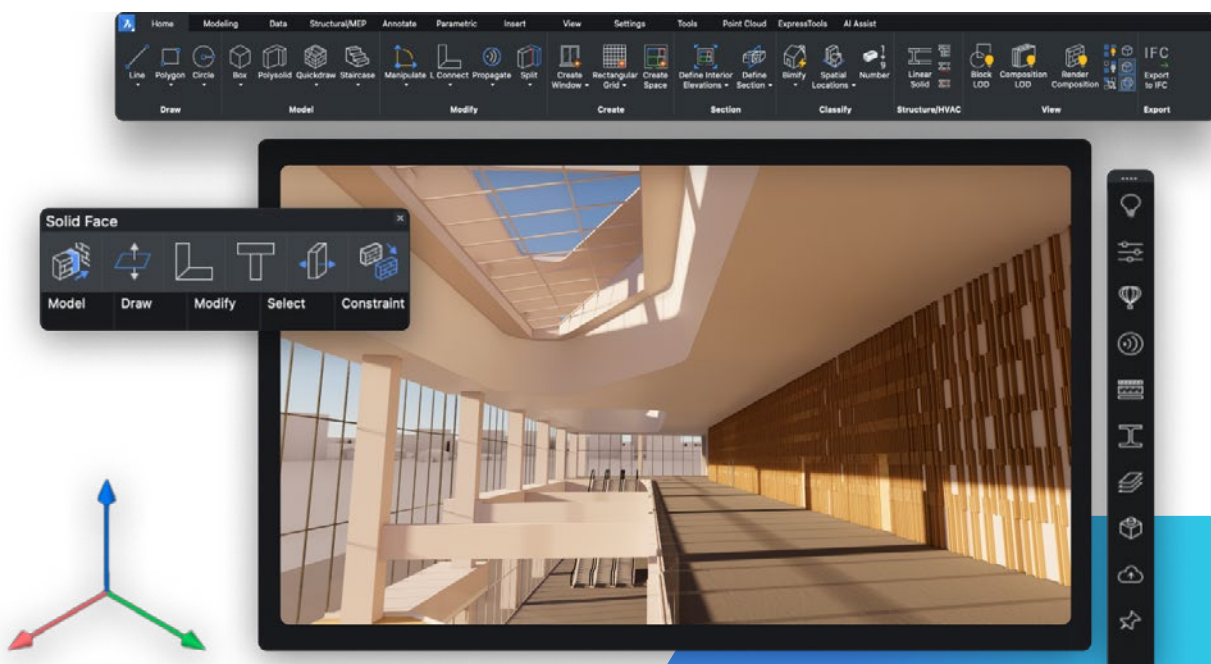 Home Modeling Data Structural/MEP Annotate Parametric Insert View Settings Tools Point Cloud ExpressTools AI Assist
Line Polygon Circle Box Polysolid Quickdraw Staircase Manipulate L Connect Propagate Split Create Window Rectangular Grid Create Space Define Interior Elevations Define Section Bimify Spatial Locations 1 9 Number Linear Solid Block LOD Composition LOD Render Composition IFC Export to IFC
Draw Model Modify Create Section Classify Structure/HVAC View Export
Solid Face
Model Draw Modify Select Constraint